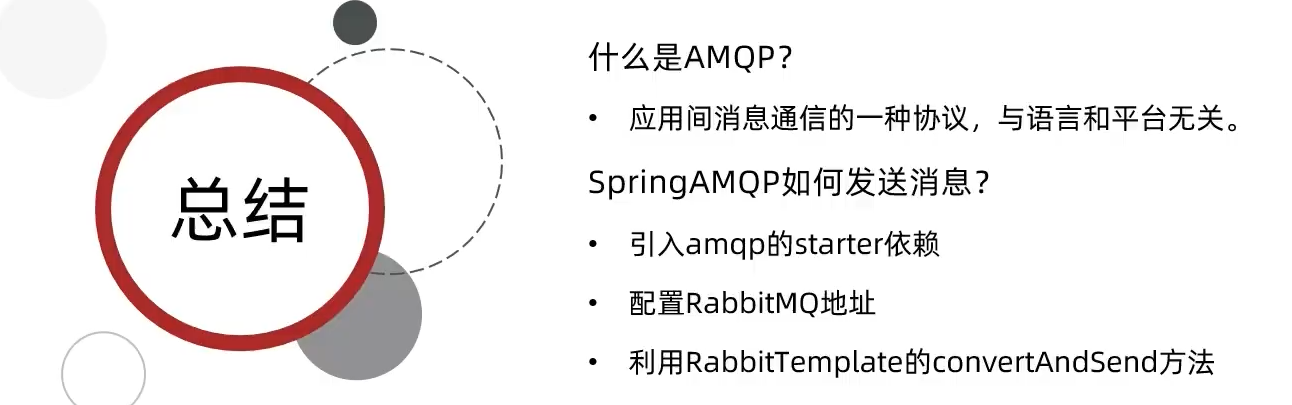 总结
什么是AMQP？
• 应用间消息通信的一种协议，与语言和平台无关。
SpringAMQP如何发送消息？
• 引入amqp的starter依赖
• 配置RabbitMQ地址
• 利用RabbitTemplate的convertAndSend方法